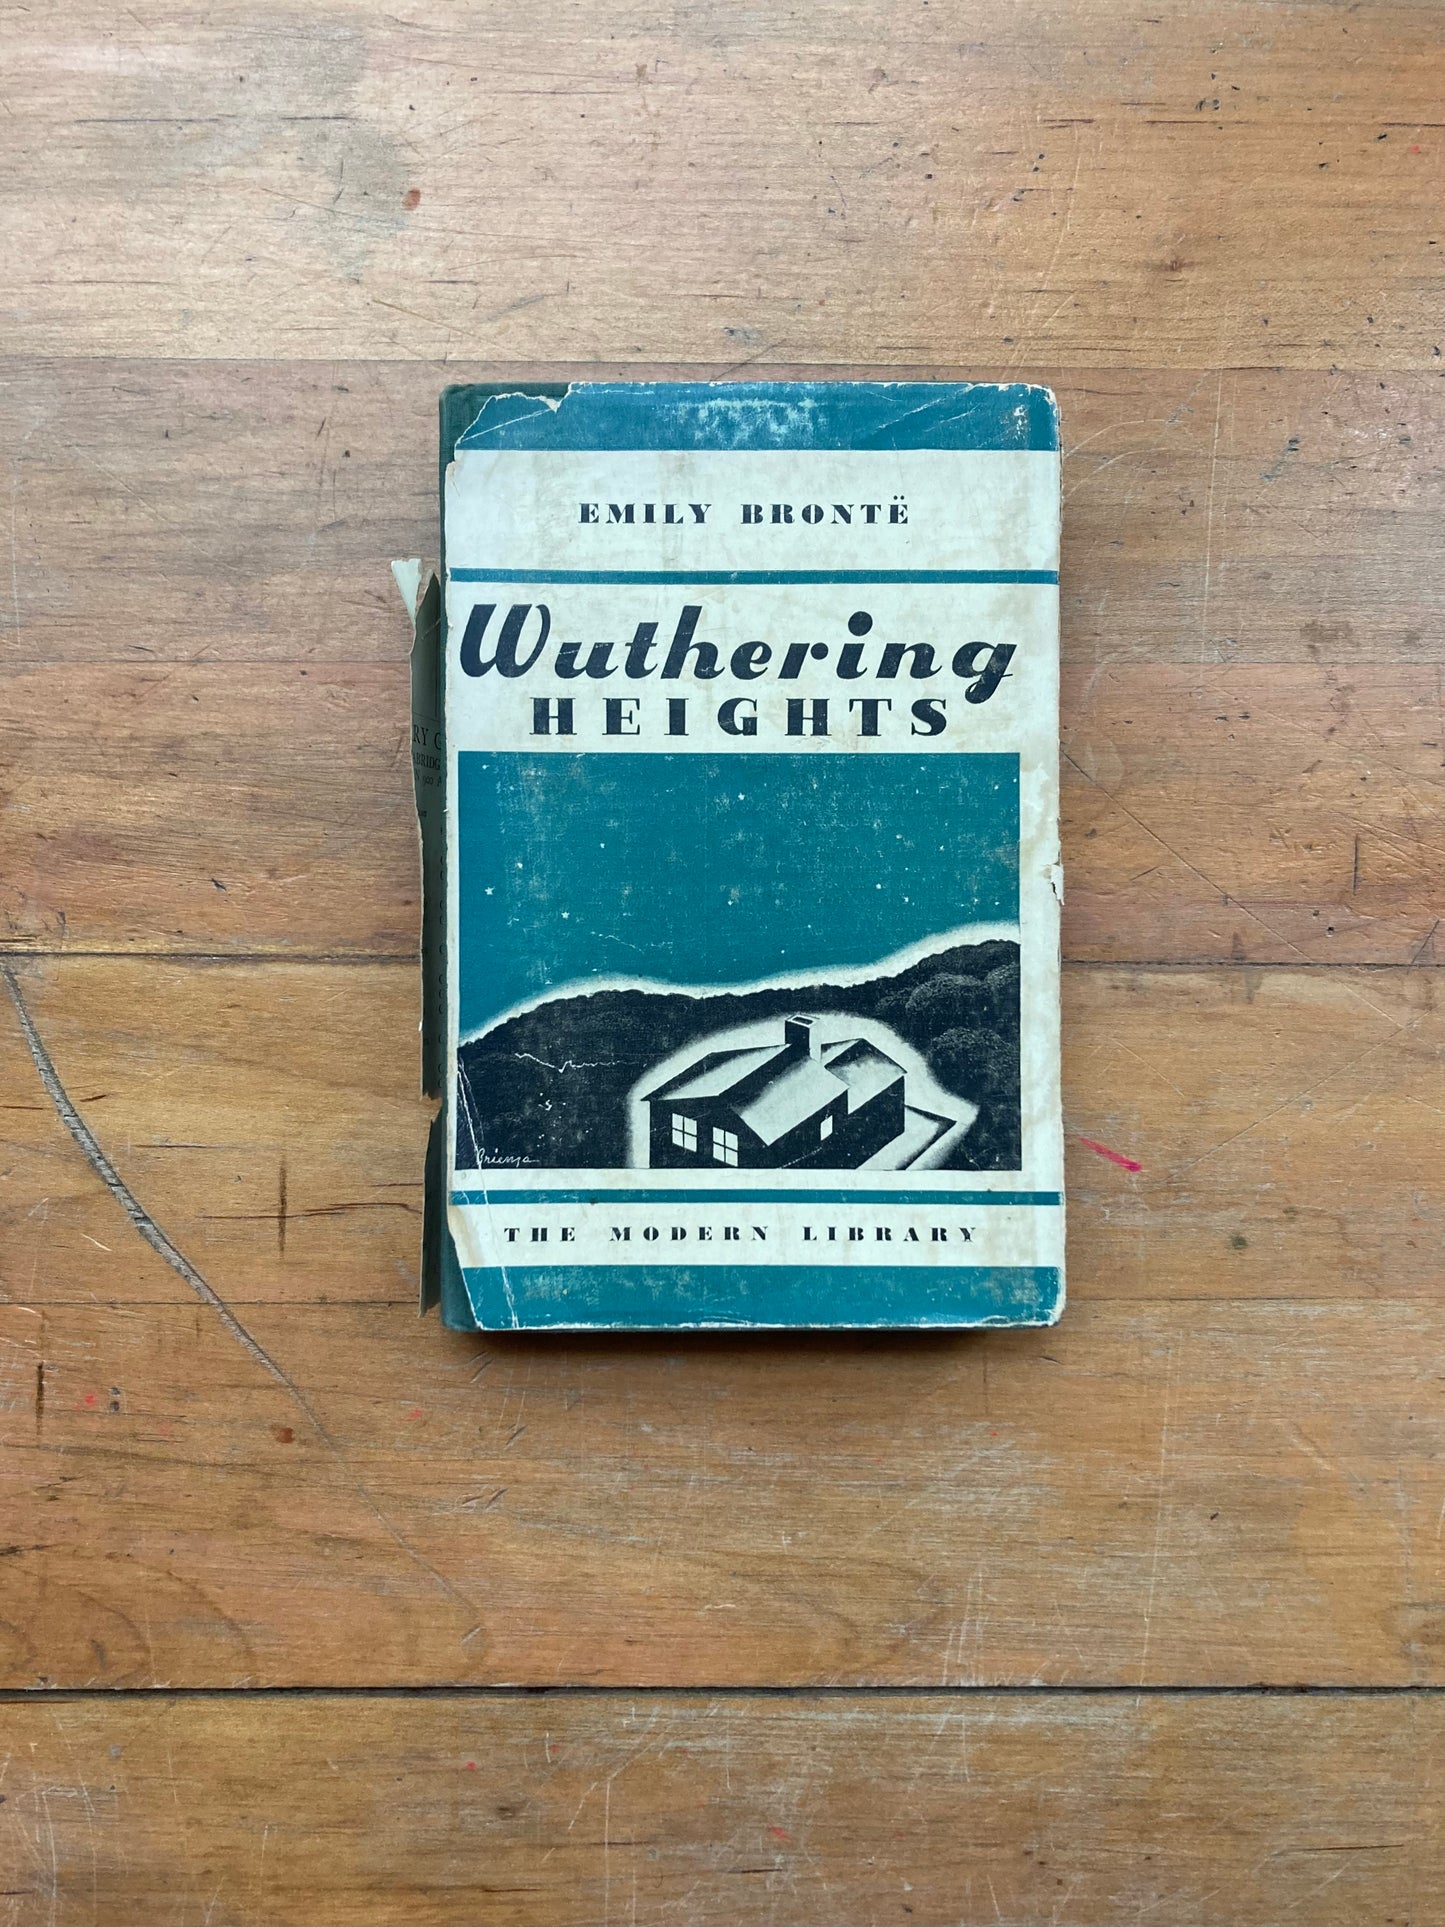 EMILY BRONTË
Wuthering
HEIGHTS
THE MODERN LIBRARY